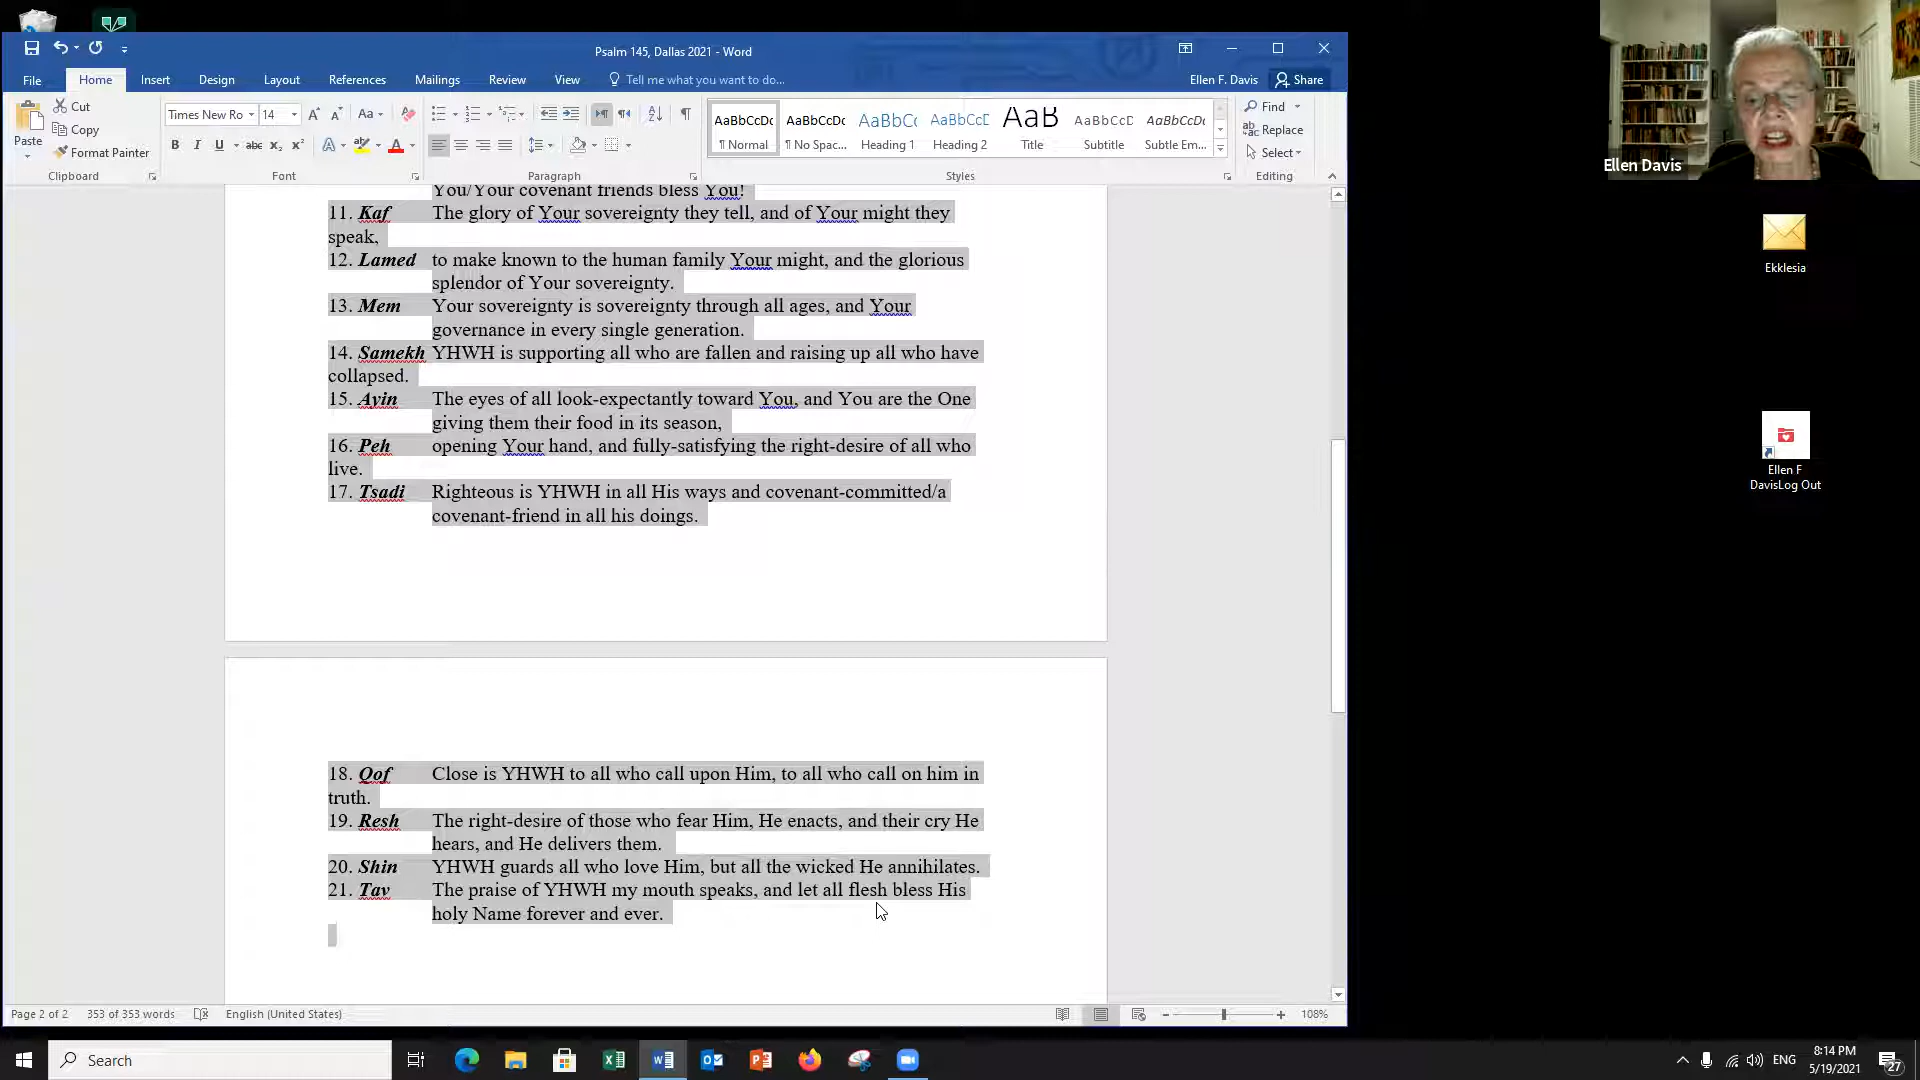 Psalm 145, Dallas 2021 - Word
File Home Insert Design Layout References Mailings Review View Tell me what you want to do... Ellen F. Davis Share
Paste
Cut
Copy
Format Painter
Clipboard
Times New Ro 14
Font
Paragraph
AaBbCcDc AaBbCcDc AaBbCc AaBbCcD AaB AaBbCcD AaBbCcDc
¶ Normal ¶ No Spac... Heading 1 Heading 2 Title Subtitle Subtle Em...
Styles
Find
Replace
Select
Editing
You/Your covenant friends bless You!
11. Kaf The glory of Your sovereignty they tell, and of Your might they
speak,
12. Lamed to make known to the human family Your might, and the glorious
splendor of Your sovereignty.
13. Mem Your sovereignty is sovereignty through all ages, and Your
governance in every single generation.
14. Samekh YHWH is supporting all who are fallen and raising up all who have
collapsed.
15. Ayin The eyes of all look-expectantly toward You, and You are the One
giving them their food in its season,
16. Peh opening Your hand, and fully-satisfying the right-desire of all who
live.
17. Tsadi Righteous is YHWH in all His ways and covenant-committed/a
covenant-friend in all his doings.
18. Qof Close is YHWH to all who call upon Him, to all who call on him in
truth.
19. Resh The right-desire of those who fear Him, He enacts, and their cry He
hears, and He delivers them.
20. Shin YHWH guards all who love Him, but all the wicked He annihilates.
21. Tav The praise of YHWH my mouth speaks, and let all flesh bless His
holy Name forever and ever.
Page 2 of 2 353 of 353 words English (United States) 108%
Ellen Davis
Ekklesia
Ellen F
DavisLog Out
Search
ENG
8:14 PM
5/19/2021
27